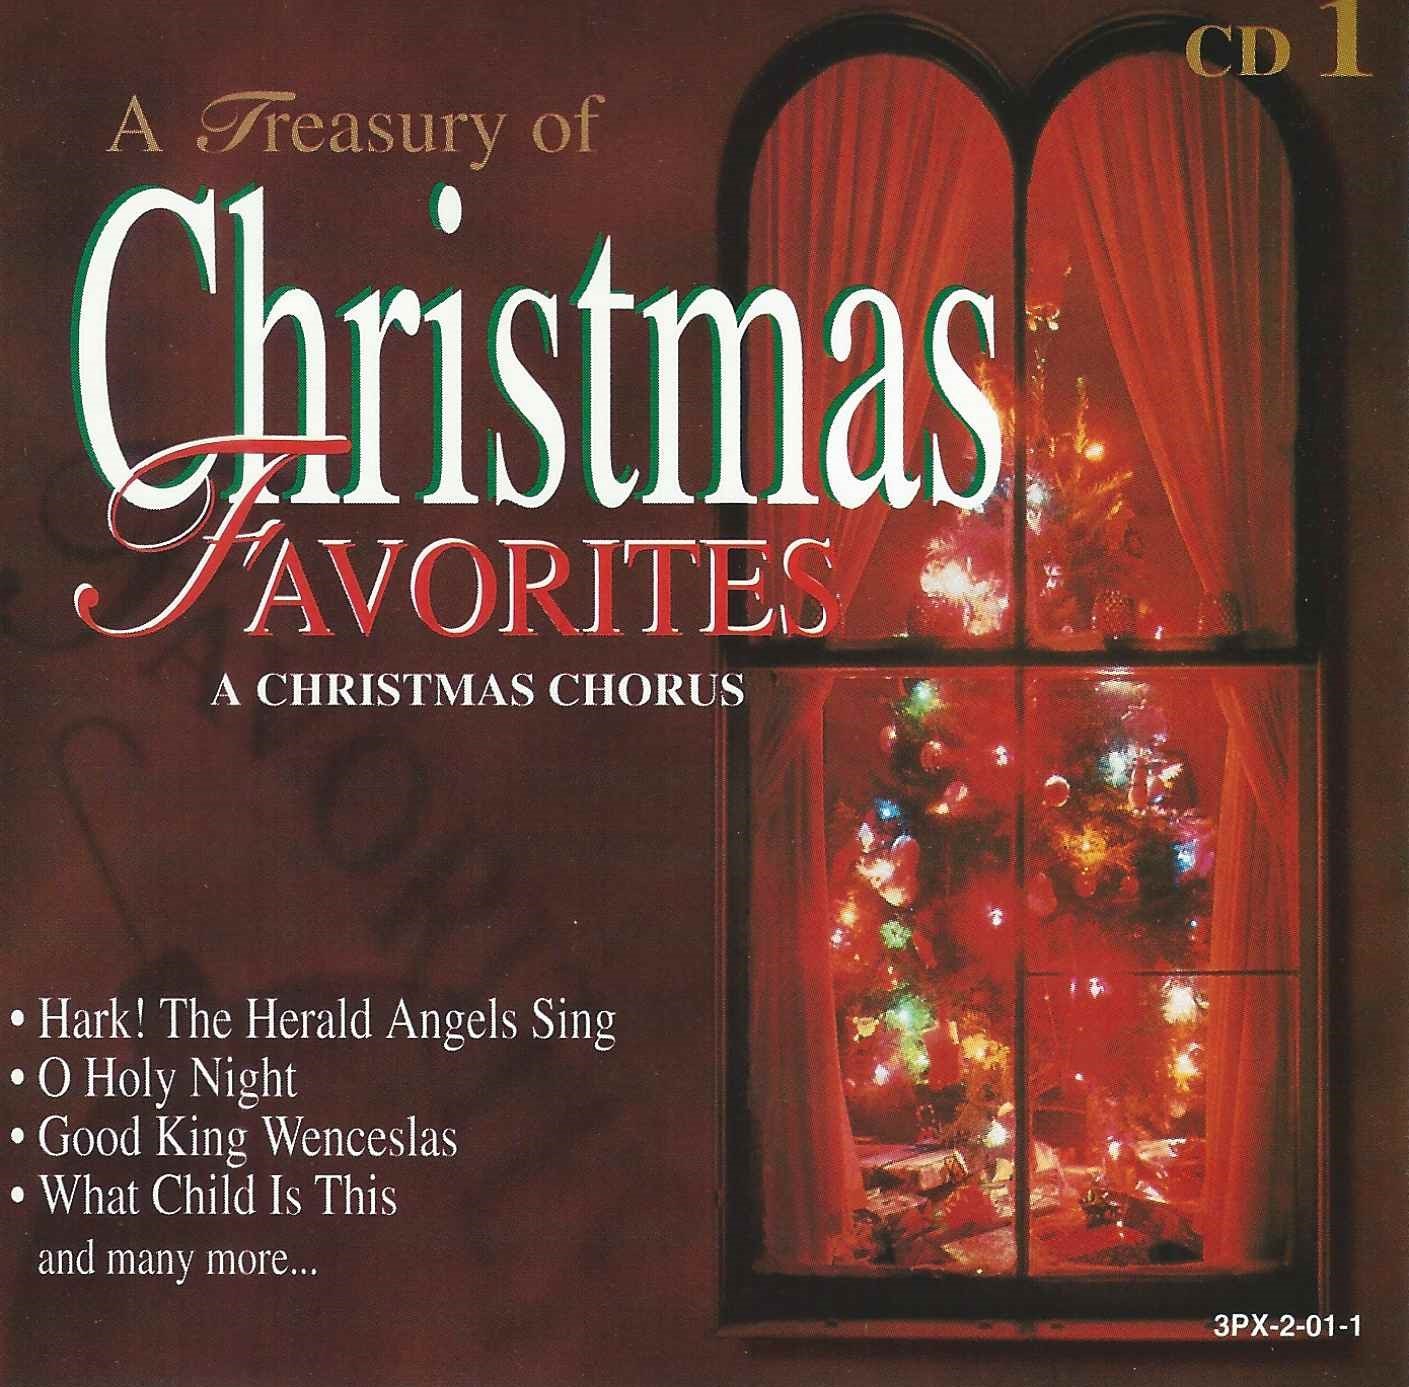 CD 1
A Treasury of
Christmas
FAVORITES
A CHRISTMAS CHORUS
• Hark! The Herald Angels Sing
• O Holy Night
• Good King Wenceslas
• What Child Is This
and many more...
3PX-2-01-1